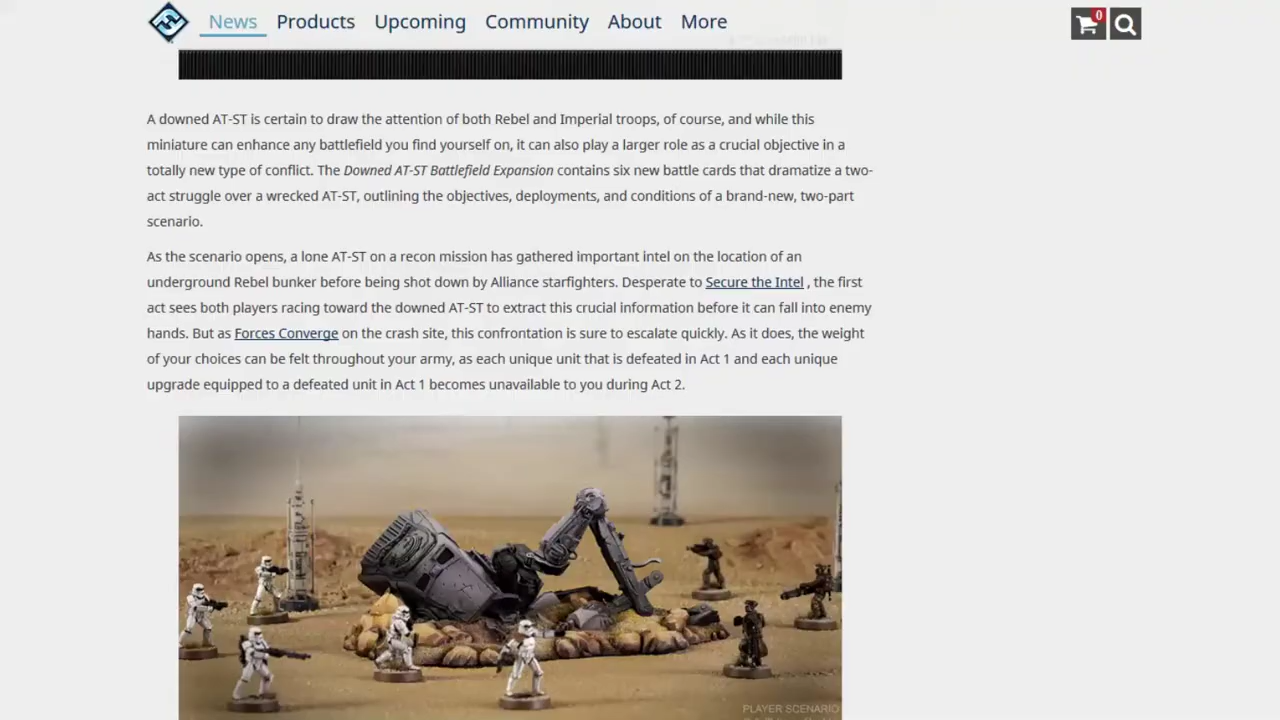 News Products Upcoming Community About More
0
A downed AT-ST is certain to draw the attention of both Rebel and Imperial troops, of course, and while this
miniature can enhance any battlefield you find yourself on, it can also play a larger role as a crucial objective in a
totally new type of conflict. The Downed AT-ST Battlefield Expansion contains six new battle cards that dramatize a two-
act struggle over a wrecked AT-ST, outlining the objectives, deployments, and conditions of a brand-new, two-part
scenario.
As the scenario opens, a lone AT-ST on a recon mission has gathered important intel on the location of an
underground Rebel bunker before being shot down by Alliance starfighters. Desperate to Secure the Intel , the first
act sees both players racing toward the downed AT-ST to extract this crucial information before it can fall into enemy
hands. But as Forces Converge on the crash site, this confrontation is sure to escalate quickly. As it does, the weight
of your choices can be felt throughout your army, as each unique unit that is defeated in Act 1 and each unique
upgrade equipped to a defeated unit in Act 1 becomes unavailable to you during Act 2.
PLAYER SCENARIO